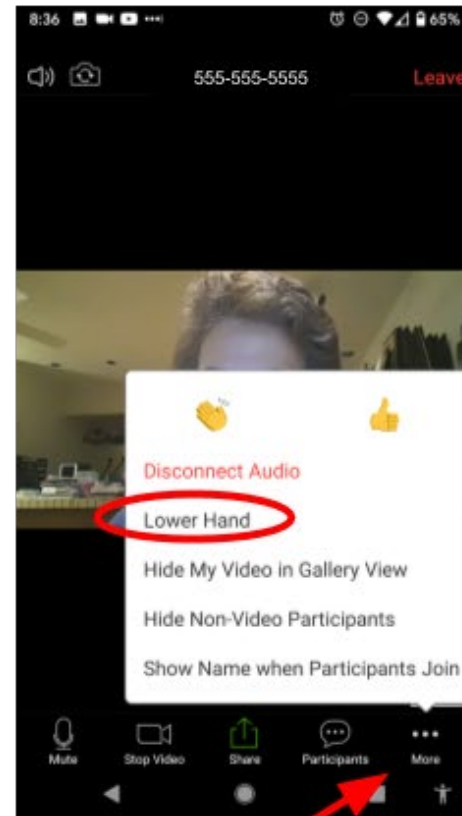 8:36 65%
555-555-5555 Leave
Disconnect Audio
Lower Hand
Hide My Video in Gallery View
Hide Non-Video Participants
Show Name when Participants Join
Mute Stop Video Share Participants More